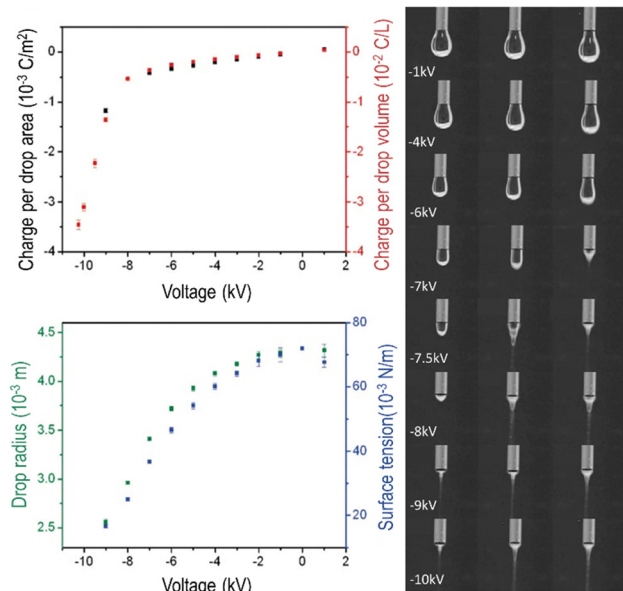 Charge per drop area (10⁻³ C/m²)
0
-1
-2
-3
-4
0
-1
-2
-3
-4
Charge per drop volume (10⁻² C/L)
-10 -8 -6 -4 -2 0 2
Voltage (kV)
Drop radius (10⁻³ m)
4.5
4.0
3.5
3.0
2.5
80
60
40
20
Surface tension(10⁻³ N/m)
-10 -8 -6 -4 -2 0 2
Voltage (kV)
-1kV
-4kV
-6kV
-7kV
-7.5kV
-8kV
-9kV
-10kV